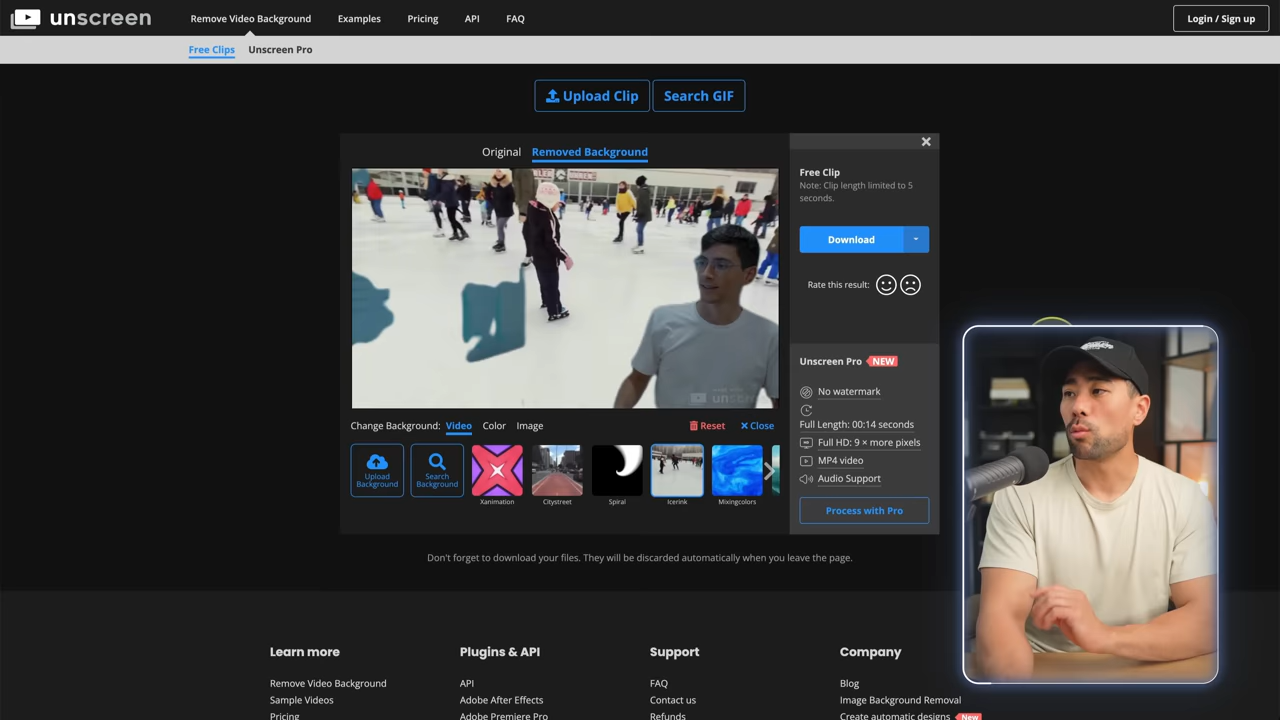 unscreen
Remove Video Background
Examples
Pricing
API
FAQ
Login / Sign up
Free Clips
Unscreen Pro
Upload Clip
Search GIF
Original
Removed Background
Free Clip
Note: Clip length limited to 5
seconds.
Download
Rate this result:
Unscreen Pro NEW
No watermark
Full Length: 00:14 seconds
Full HD: 9 × more pixels
MP4 video
Audio Support
Process with Pro
Change Background:
Video
Color
Image
Reset
Close
Upload
Background
Search
Background
Xanimation
Citystreet
Spiral
Icerink
Mixingcolors
Don't forget to download your files. They will be discarded automatically when you leave the page.
Learn more
Remove Video Background
Sample Videos
Pricing
Plugins & API
API
Adobe After Effects
Adobe Premiere Pro
Support
FAQ
Contact us
Refunds
Company
Blog
Image Background Removal
Create automatic designs New